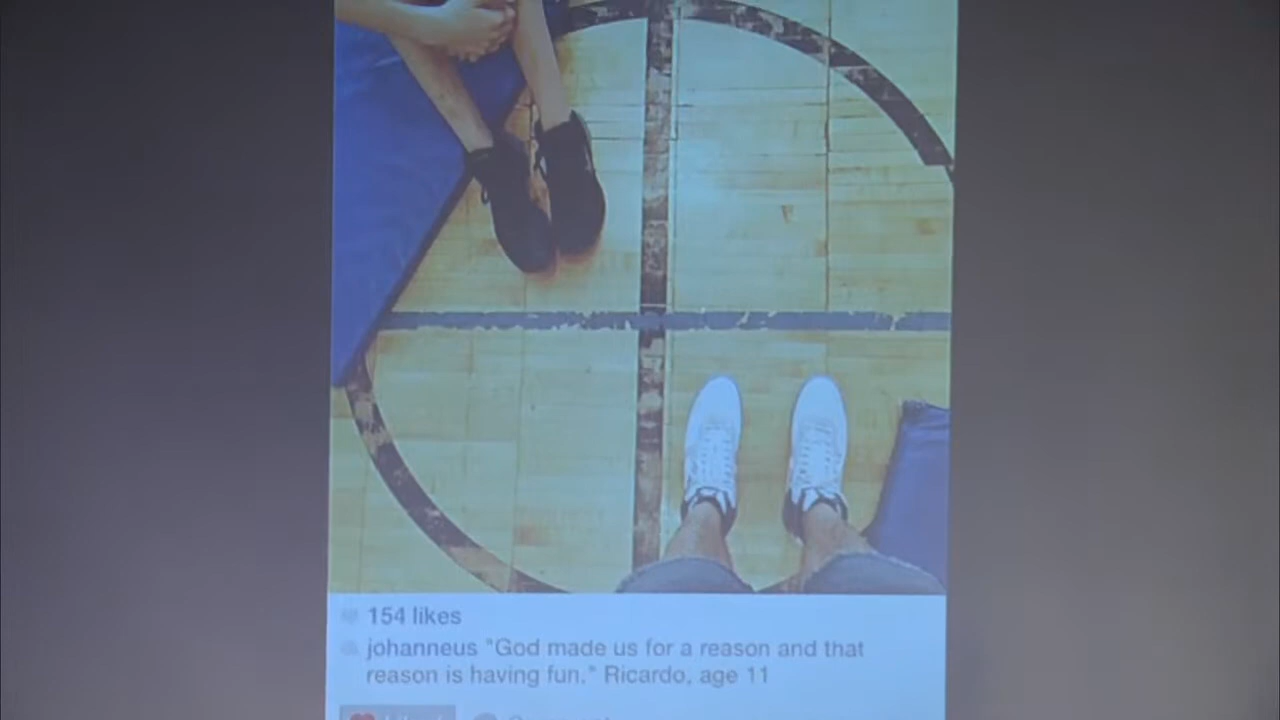 154 likes
johanneus "God made us for a reason and that
reason is having fun." Ricardo, age 11